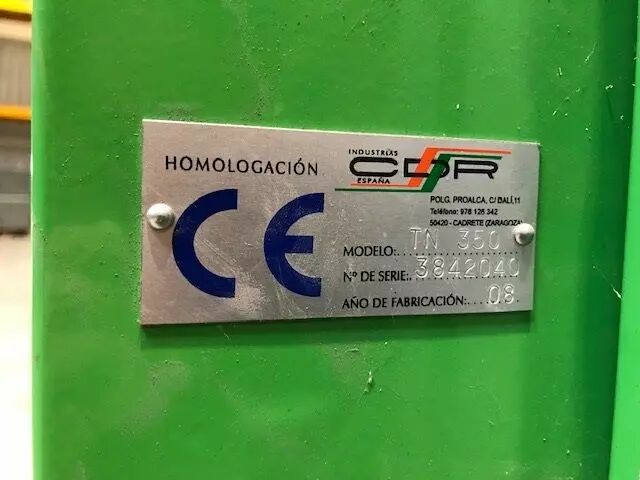 HOMOLOGACIÓN
CE
INDUSTRIAS
CDR
ESPAÑA
POLG. PROALCA, C/ DALÍ,11
Teléfono: 976 126 342
50420 - CADRETE (ZARAGOZA)
MODELO:......TN 350
Nº DE SERIE:..3842040
AÑO DE FABRICACIÓN:....08.